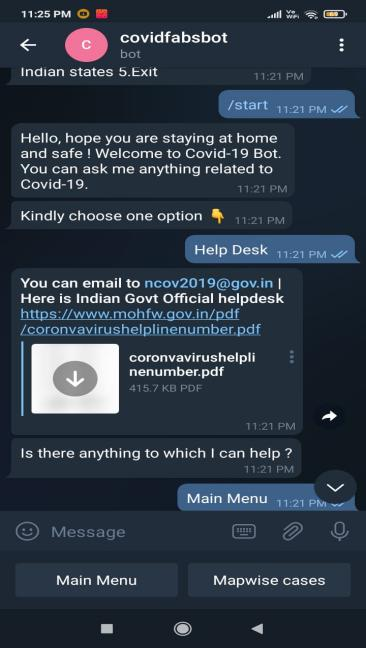 11:25 PM
Vo
WiFi
covidfabsbot
C
bot
Indian states 5.Exit
11:21 PM
/start 11:21 PM
Hello, hope you are staying at home
and safe ! Welcome to Covid-19 Bot.
You can ask me anything related to
Covid-19.
11:21 PM
Kindly choose one option 👇 11:21 PM
Help Desk 11:21 PM
You can email to ncov2019@gov.in |
Here is Indian Govt Official helpdesk
https://www.mohfw.gov.in/pdf
/coronvavirushelplinenumber.pdf
coronvavirushelpli
nenumber.pdf
415.7 KB PDF
11:21 PM
Is there anything to which I can help ?
11:21 PM
Main Menu 11:21 PM
Message
Main Menu
Mapwise cases